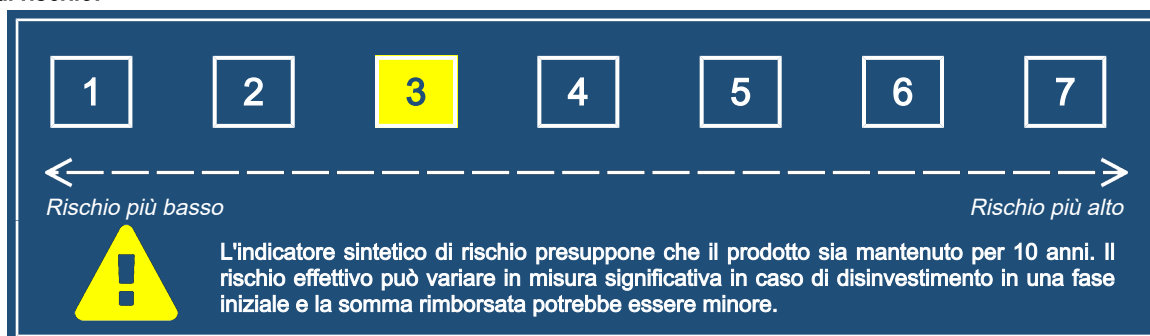 1 2 3 4 5 6 7
Rischio più basso Rischio più alto
L'indicatore sintetico di rischio presuppone che il prodotto sia mantenuto per 10 anni. Il
rischio effettivo può variare in misura significativa in caso di disinvestimento in una fase
iniziale e la somma rimborsata potrebbe essere minore.